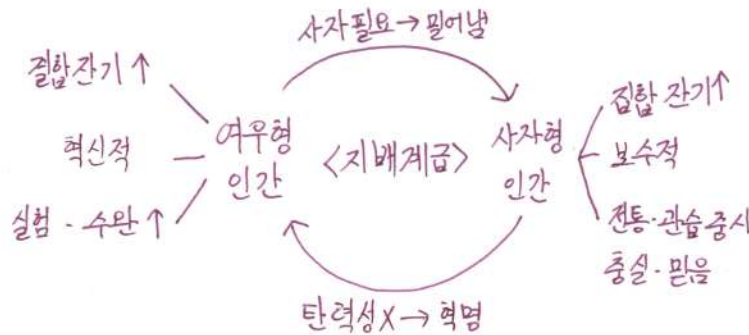 사자필요 → 밀어냄
결합잔기 ↑
혁신적
실험·수완 ↑
여우형
인간
<지배계급>
사자형
인간
집합 잔기 ↑
보수적
전통·관습 중시
충실·믿음
탄력성 X → 혁명